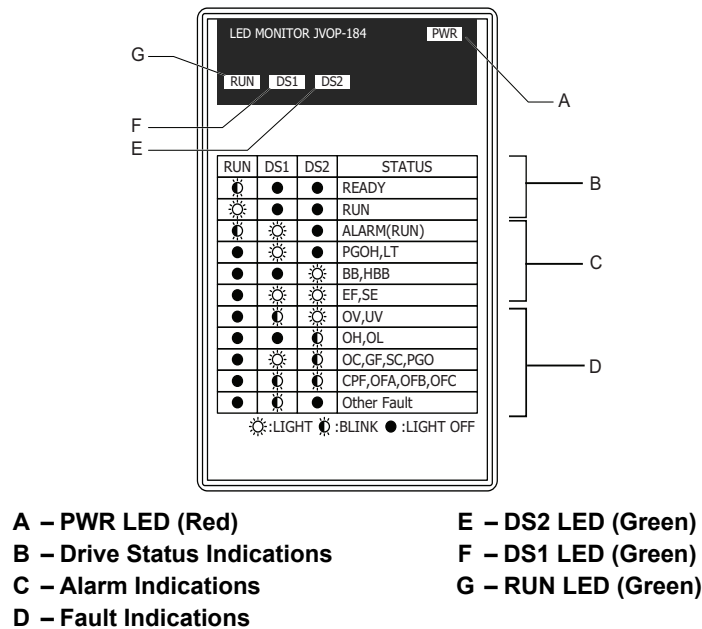 LED MONITOR JVOP-184 PWR
G
RUN DS1 DS2
A
F
E
RUN DS1 DS2 STATUS
READY
B
RUN
ALARM(RUN)
PGOH,LT
C
BB,HBB
EF,SE
OV,UV
OH,OL
OC,GF,SC,PGO
D
CPF,OFA,OFB,OFC
Other Fault
:LIGHT :BLINK :LIGHT OFF
A – PWR LED (Red)
B – Drive Status Indications
C – Alarm Indications
D – Fault Indications
E – DS2 LED (Green)
F – DS1 LED (Green)
G – RUN LED (Green)